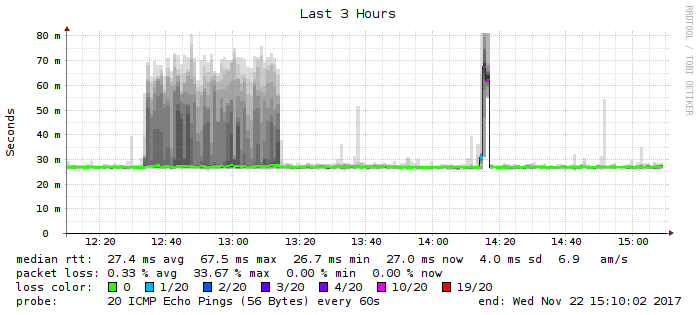 Last 3 Hours
RRDTOOL / TOBI OETIKER
Seconds
80 m
70 m
60 m
50 m
40 m
30 m
20 m
10 m
0
12:20 12:40 13:00 13:20 13:40 14:00 14:20 14:40 15:00
median rtt: 27.4 ms avg 67.5 ms max 26.7 ms min 27.0 ms now 4.0 ms sd 6.9 am/s
packet loss: 0.33 % avg 33.67 % max 0.00 % min 0.00 % now
loss color: 0 1/20 2/20 3/20 4/20 10/20 19/20
probe: 20 ICMP Echo Pings (56 Bytes) every 60s end: Wed Nov 22 15:10:02 2017